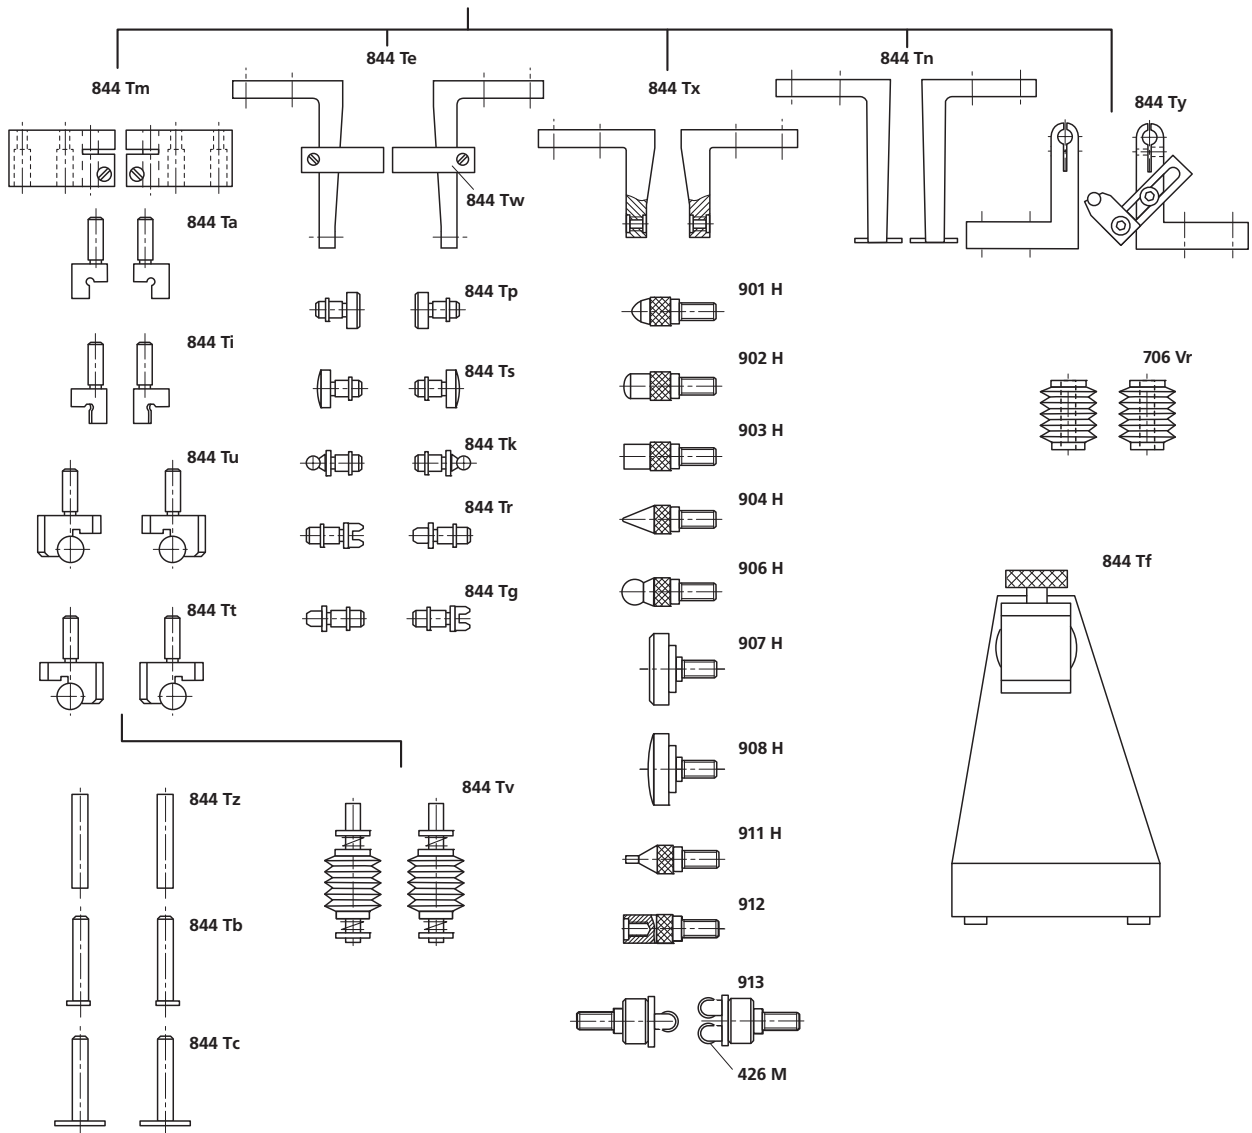 844 Tm
844 Te
844 Tx
844 Tn
844 Ty
844 Tw
844 Ta
844 Ti
844 Tu
844 Tt
844 Tp
844 Ts
844 Tk
844 Tr
844 Tg
901 H
902 H
903 H
904 H
906 H
907 H
908 H
911 H
912
913
426 M
706 Vr
844 Tf
844 Tz
844 Tb
844 Tc
844 Tv